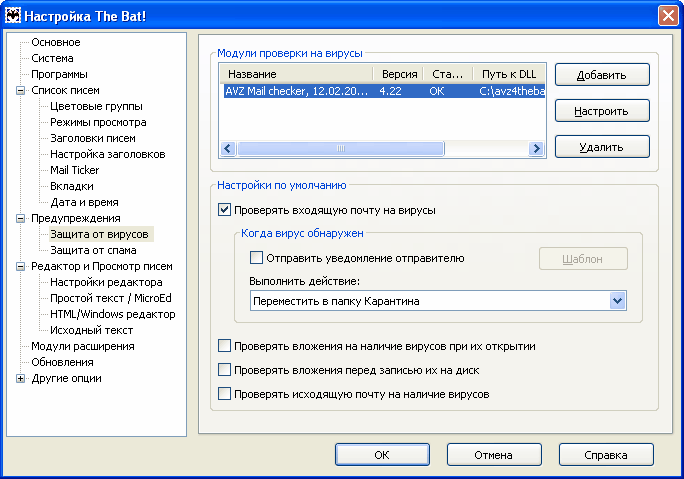 Настройка The Bat!
Основное
Система
Программы
Список писем
Цветовые группы
Режимы просмотра
Заголовки писем
Настройка заголовков
Mail Ticker
Вкладки
Дата и время
Предупреждения
Защита от вирусов
Защита от спама
Редактор и Просмотр писем
Настройки редактора
Простой текст / MicroEd
HTML/Windows редактор
Исходный текст
Модули расширения
Обновления
Другие опции
Модули проверки на вирусы
Название Версия Ста... Путь к DLL
AVZ Mail checker, 12.02.20... 4.22 OK C:\avz4theba
Добавить
Настроить
Удалить
Настройки по умолчанию
Проверять входящую почту на вирусы
Когда вирус обнаружен
Отправить уведомление отправителю
Шаблон
Выполнить действие:
Переместить в папку Карантина
Проверять вложения на наличие вирусов при их открытии
Проверять вложения перед записью их на диск
Проверять исходящую почту на наличие вирусов
OK Отмена Справка